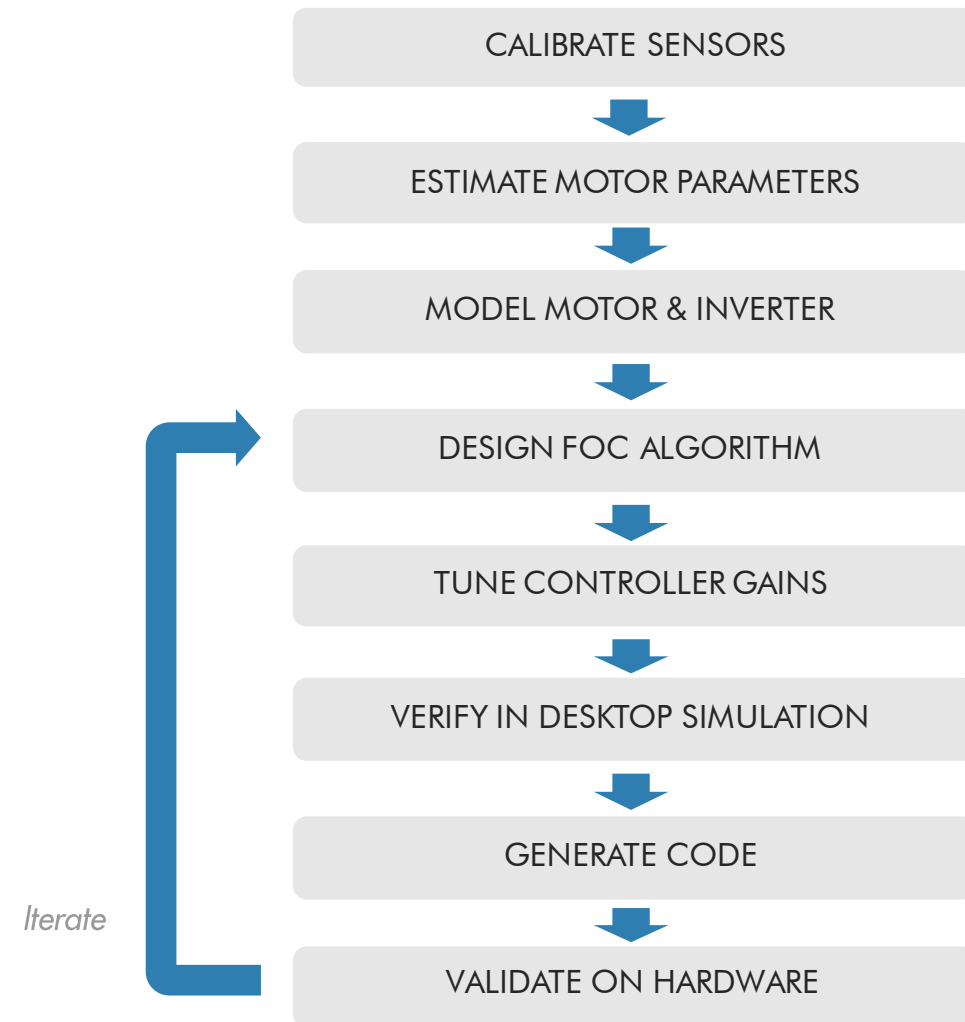 CALIBRATE SENSORS
ESTIMATE MOTOR PARAMETERS
MODEL MOTOR & INVERTER
DESIGN FOC ALGORITHM
TUNE CONTROLLER GAINS
VERIFY IN DESKTOP SIMULATION
GENERATE CODE
Iterate
VALIDATE ON HARDWARE